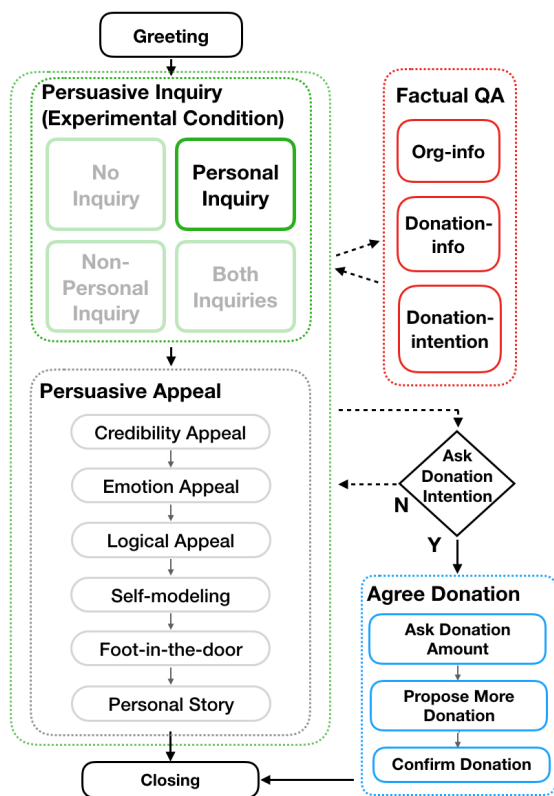 Greeting
Persuasive Inquiry
(Experimental Condition)
No
Inquiry
Personal
Inquiry
Non-
Personal
Inquiry
Both
Inquiries
Factual QA
Org-info
Donation-
info
Donation-
intention
Persuasive Appeal
Credibility Appeal
Emotion Appeal
Logical Appeal
Self-modeling
Foot-in-the-door
Personal Story
Ask
Donation
Intention
N
Y
Agree Donation
Ask Donation
Amount
Propose More
Donation
Confirm Donation
Closing